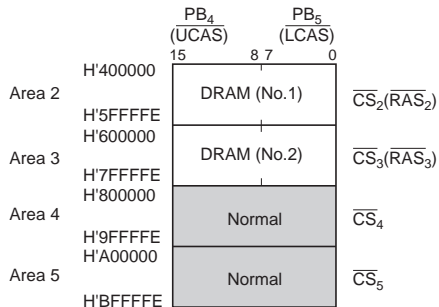 PB4 PB5
(UCAS) (LCAS)
15 8 7 0
H'400000
Area 2 DRAM (No.1) CS2(RAS2)
H'5FFFFE
H'600000
Area 3 DRAM (No.2) CS3(RAS3)
H'7FFFFE
H'800000
Area 4 Normal CS4
H'9FFFFE
H'A00000
Area 5 Normal CS5
H'BFFFFE